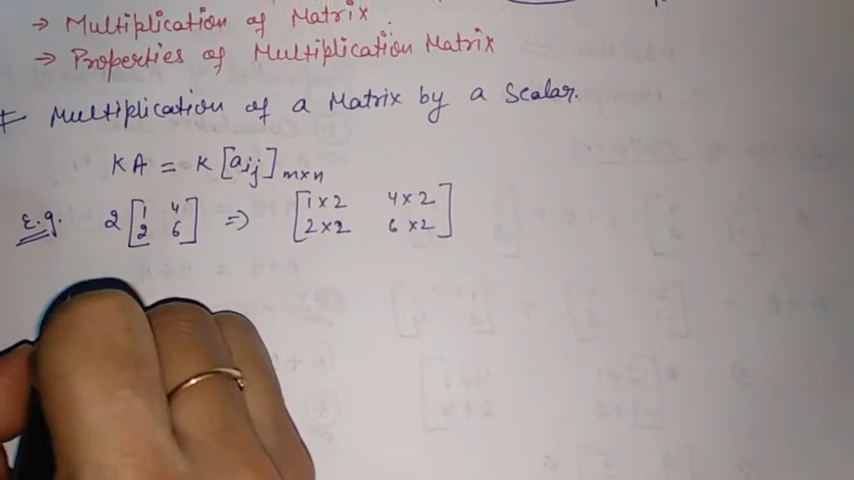 → Multiplication of Matrix.
→ Properties of Multiplication Matrix
Multiplication of a Matrix by a Scalar.
KA = K [aij]m×n
E.g. 2 [1 4 ⇒ [1×2 4×2
2 6] 2×2 6×2]